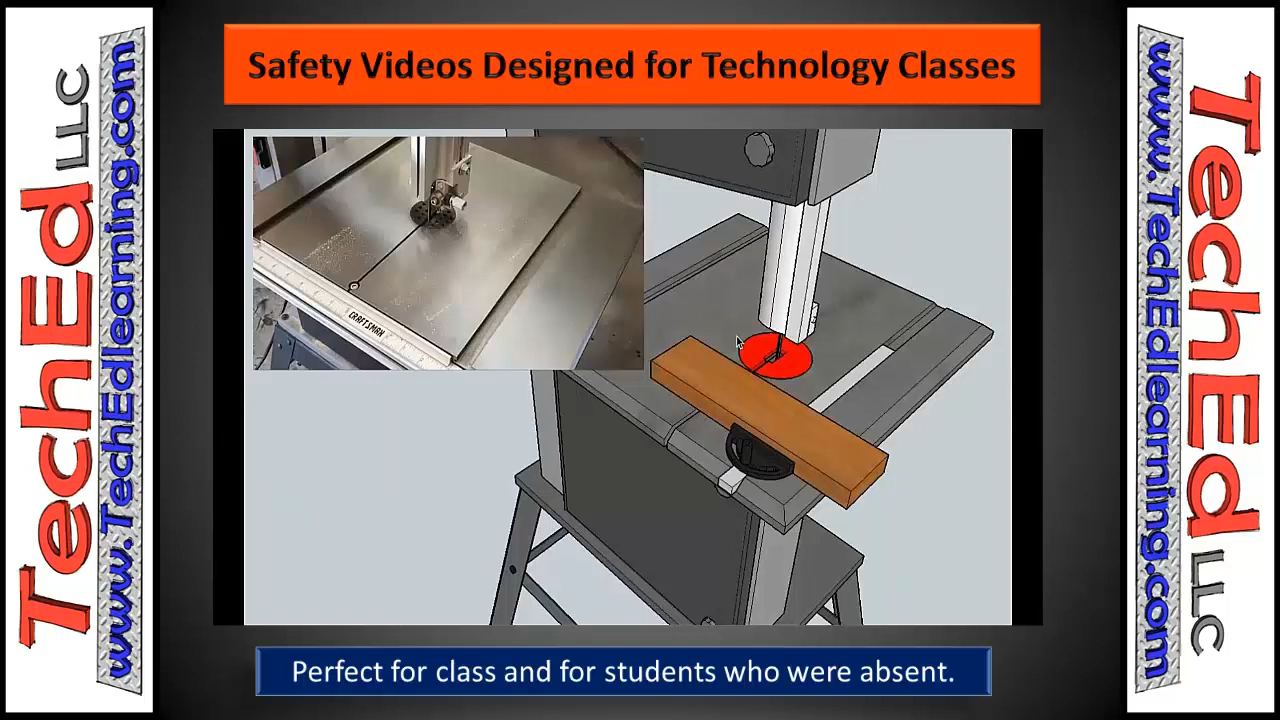 Safety Videos Designed for Technology Classes
TechEd LLC
www.TechEdlearning.com
CRAFTSMAN
www.TechEdlearning.com
TechEd LLC
Perfect for class and for students who were absent.